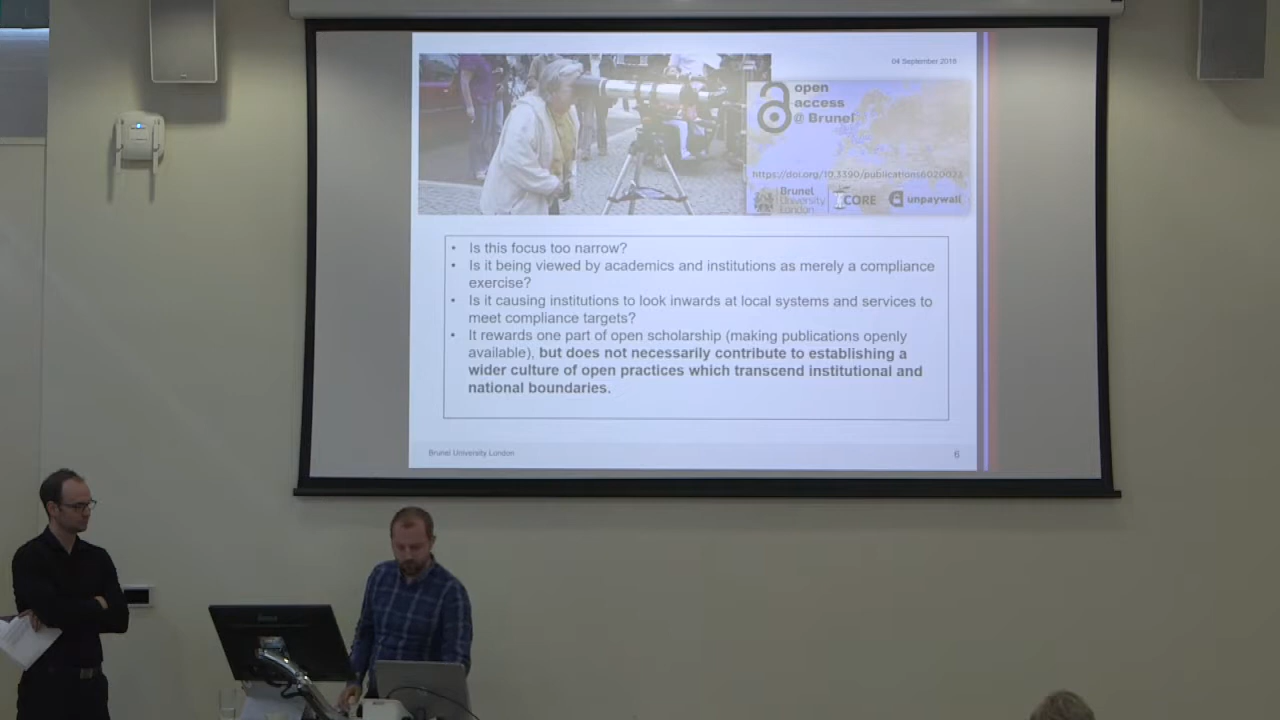 04 September 2018
open
access
@ Brunel
https://doi.org/10.3390/publications6020023
Brunel
University
London
CORE
unpaywall
• Is this focus too narrow?
• Is it being viewed by academics and institutions as merely a compliance
exercise?
• Is it causing institutions to look inwards at local systems and services to
meet compliance targets?
• It rewards one part of open scholarship (making publications openly
available), but does not necessarily contribute to establishing a
wider culture of open practices which transcend institutional and
national boundaries.
Brunel University London
6